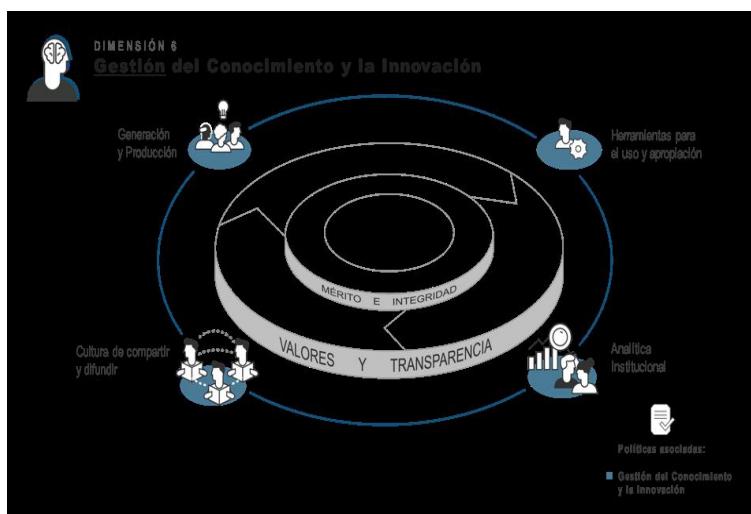 DIMENSIÓN 6
Gestión del Conocimiento y la Innovación
Generación
y Producción
Herramientas para
el uso y apropiación
MÉRITO E INTEGRIDAD
VALORES Y TRANSPARENCIA
Cultura de compartir
y difundir
Analítica
Institucional
Políticas asociadas:
Gestión del Conocimiento
y la Innovación